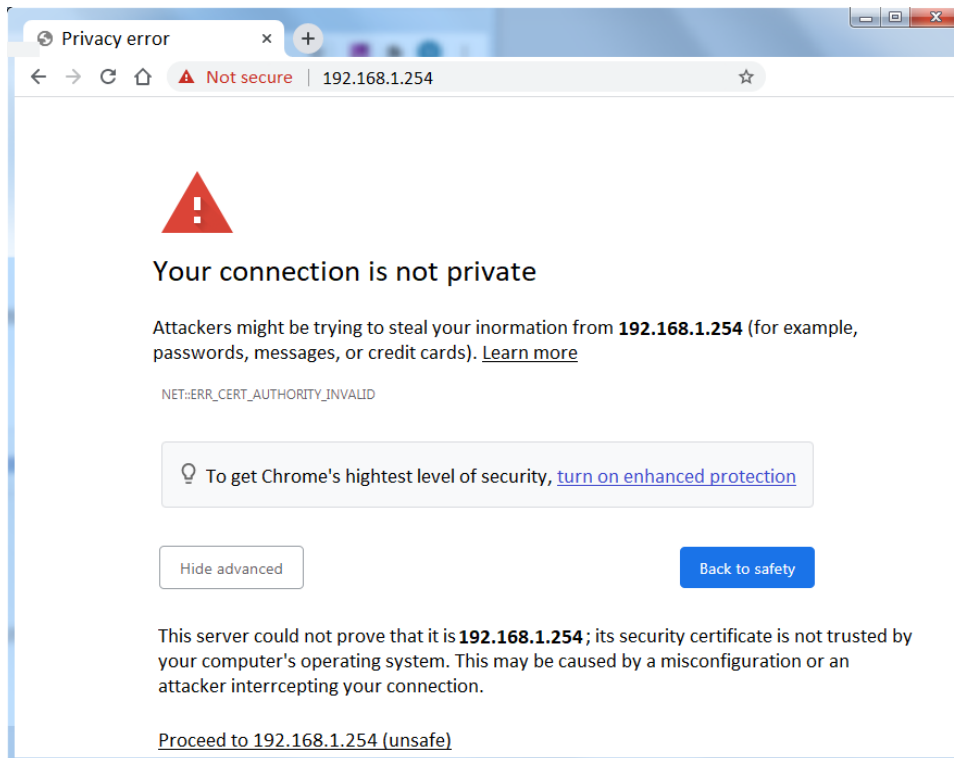 Privacy error
Not secure 192.168.1.254
Your connection is not private
Attackers might be trying to steal your inormation from 192.168.1.254 (for example,
passwords, messages, or credit cards). Learn more
NET::ERR_CERT_AUTHORITY_INVALID
To get Chrome's hightest level of security, turn on enhanced protection
Hide advanced Back to safety
This server could not prove that it is 192.168.1.254; its security certificate is not trusted by
your computer's operating system. This may be caused by a misconfiguration or an
attacker interrcepting your connection.
Proceed to 192.168.1.254 (unsafe)